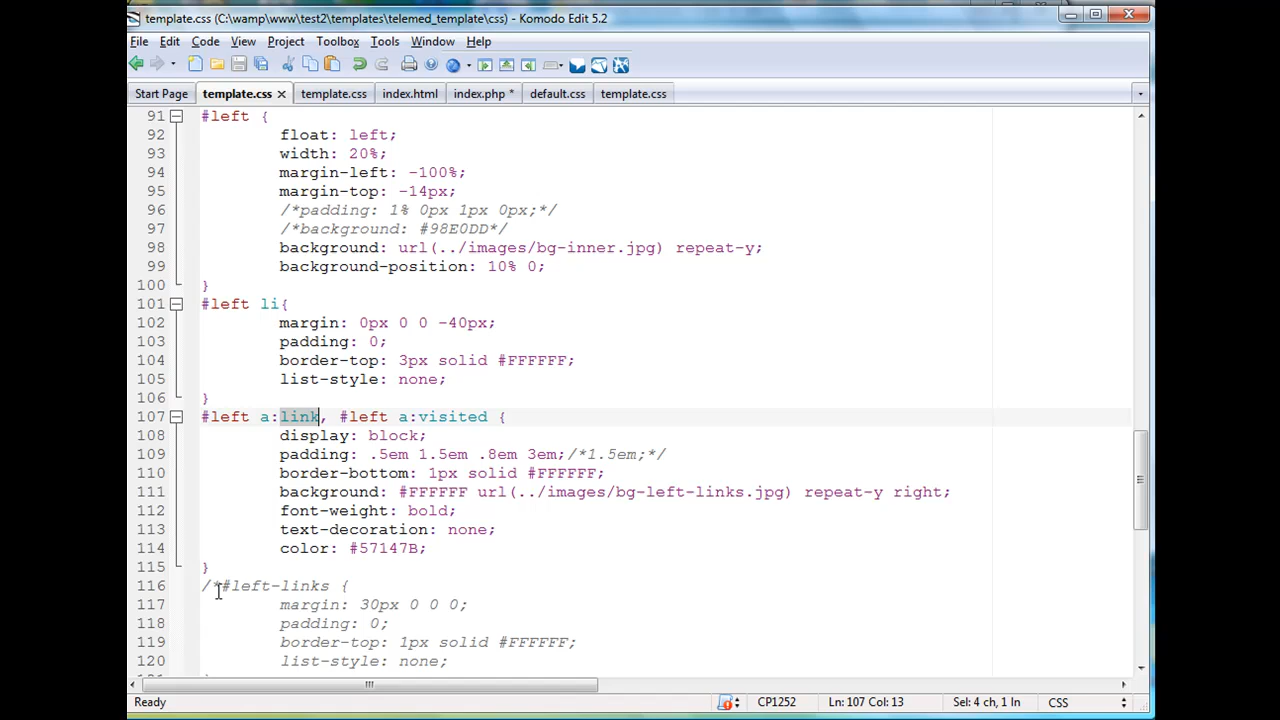 template.css (C:\wamp\www\test2\templates\telemed_template\css) - Komodo Edit 5.2
File Edit Code View Project Toolbox Tools Window Help
Start Page template.css template.css index.html index.php * default.css template.css
91 #left {
92 float: left;
93 width: 20%;
94 margin-left: -100%;
95 margin-top: -14px;
96 /*padding: 1% 0px 1px 0px;*/
97 /*background: #98E0DD*/
98 background: url(../images/bg-inner.jpg) repeat-y;
99 background-position: 10% 0;
100 }
101 #left li{
102 margin: 0px 0 0 -40px;
103 padding: 0;
104 border-top: 3px solid #FFFFFF;
105 list-style: none;
106 }
107 #left a:link, #left a:visited {
108 display: block;
109 padding: .5em 1.5em .8em 3em;/*1.5em;*/
110 border-bottom: 1px solid #FFFFFF;
111 background: #FFFFFF url(../images/bg-left-links.jpg) repeat-y right;
112 font-weight: bold;
113 text-decoration: none;
114 color: #57147B;
115 }
116 /*#left-links {
117 margin: 30px 0 0 0;
118 padding: 0;
119 border-top: 1px solid #FFFFFF;
120 list-style: none;
Ready CP1252 Ln: 107 Col: 13 Sel: 4 ch, 1 ln CSS